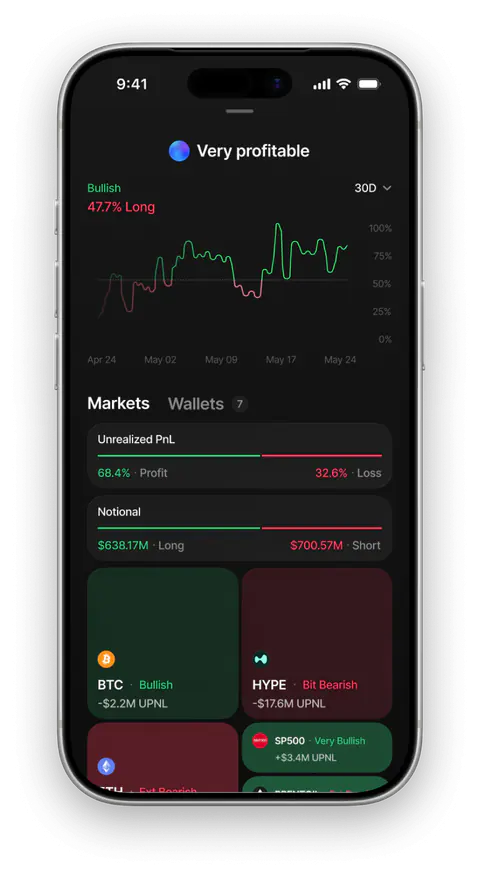 9:41
Very profitable
Bullish
30D
47.7% Long
100%
75%
50%
25%
0%
Apr 24 May 02 May 09 May 17 May 24
Markets Wallets 7
Unrealized PnL
68.4% · Profit 32.6% · Loss
Notional
$638.17M · Long $700.57M · Short
BTC · Bullish
-$2.2M UPNL
HYPE · Bit Bearish
-$17.6M UPNL
SP500 · Very Bullish
+$3.4M UPNL
ETH · Ext Bearish